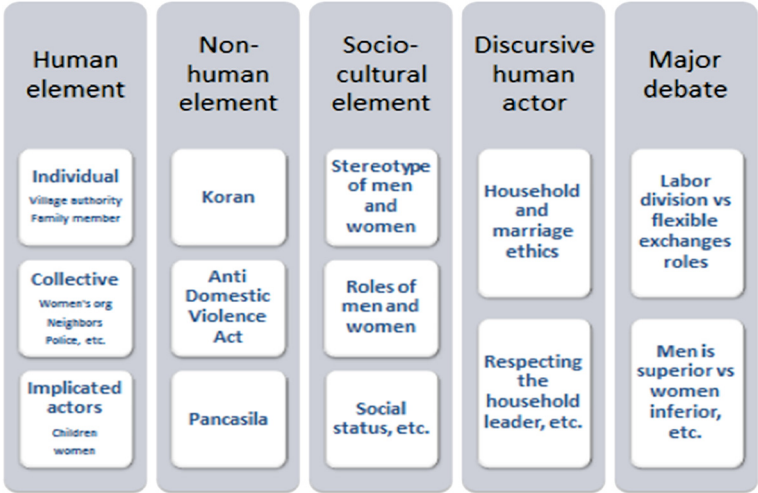 Human
element
Individual
Village authority
Family member
Collective
Women's org
Neighbors
Police, etc.
Implicated
actors
Children
women
Non-
human
element
Koran
Anti
Domestic
Violence
Act
Pancasila
Socio-
cultural
element
Stereotype
of men
and
women
Roles of
men and
women
Social
status, etc.
Discursive
human
actor
Household
and
marriage
ethics
Respecting
the
household
leader, etc.
Major
debate
Labor
division vs
flexible
exchanges
roles
Men is
superior vs
women
inferior,
etc.